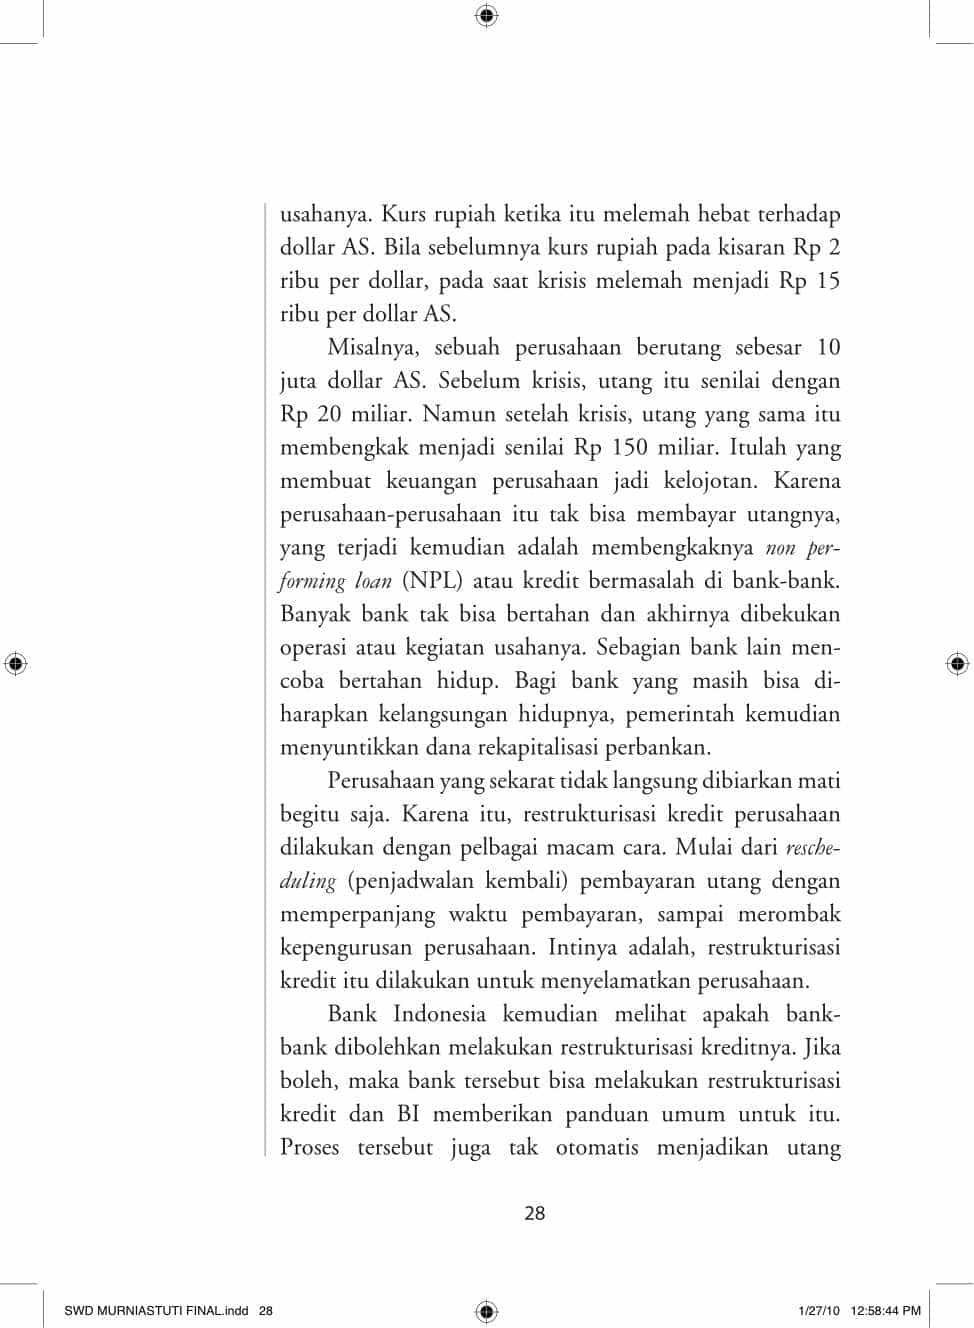 usahanya. Kurs rupiah ketika itu melemah hebat terhadap
dollar AS. Bila sebelumnya kurs rupiah pada kisaran Rp 2
ribu per dollar, pada saat krisis melemah menjadi Rp 15
ribu per dollar AS.
Misalnya, sebuah perusahaan berutang sebesar 10
juta dollar AS. Sebelum krisis, utang itu senilai dengan
Rp 20 miliar. Namun setelah krisis, utang yang sama itu
membengkak menjadi senilai Rp 150 miliar. Itulah yang
membuat keuangan perusahaan jadi kelojotan. Karena
perusahaan-perusahaan itu tak bisa membayar utangnya,
yang terjadi kemudian adalah membengkaknya non per-
forming loan (NPL) atau kredit bermasalah di bank-bank.
Banyak bank tak bisa bertahan dan akhirnya dibekukan
operasi atau kegiatan usahanya. Sebagian bank lain men-
coba bertahan hidup. Bagi bank yang masih bisa di-
harapkan kelangsungan hidupnya, pemerintah kemudian
menyuntikkan dana rekapitalisasi perbankan.
Perusahaan yang sekarat tidak langsung dibiarkan mati
begitu saja. Karena itu, restrukturisasi kredit perusahaan
dilakukan dengan pelbagai macam cara. Mulai dari resche-
duling (penjadwalan kembali) pembayaran utang dengan
memperpanjang waktu pembayaran, sampai merombak
kepengurusan perusahaan. Intinya adalah, restrukturisasi
kredit itu dilakukan untuk menyelamatkan perusahaan.
Bank Indonesia kemudian melihat apakah bank-
bank dibolehkan melakukan restrukturisasi kreditnya. Jika
boleh, maka bank tersebut bisa melakukan restrukturisasi
kredit dan BI memberikan panduan umum untuk itu.
Proses tersebut juga tak otomatis menjadikan utang
28
SWD MURNIASTUTI FINAL.indd 28
1/27/10 12:58:44 PM